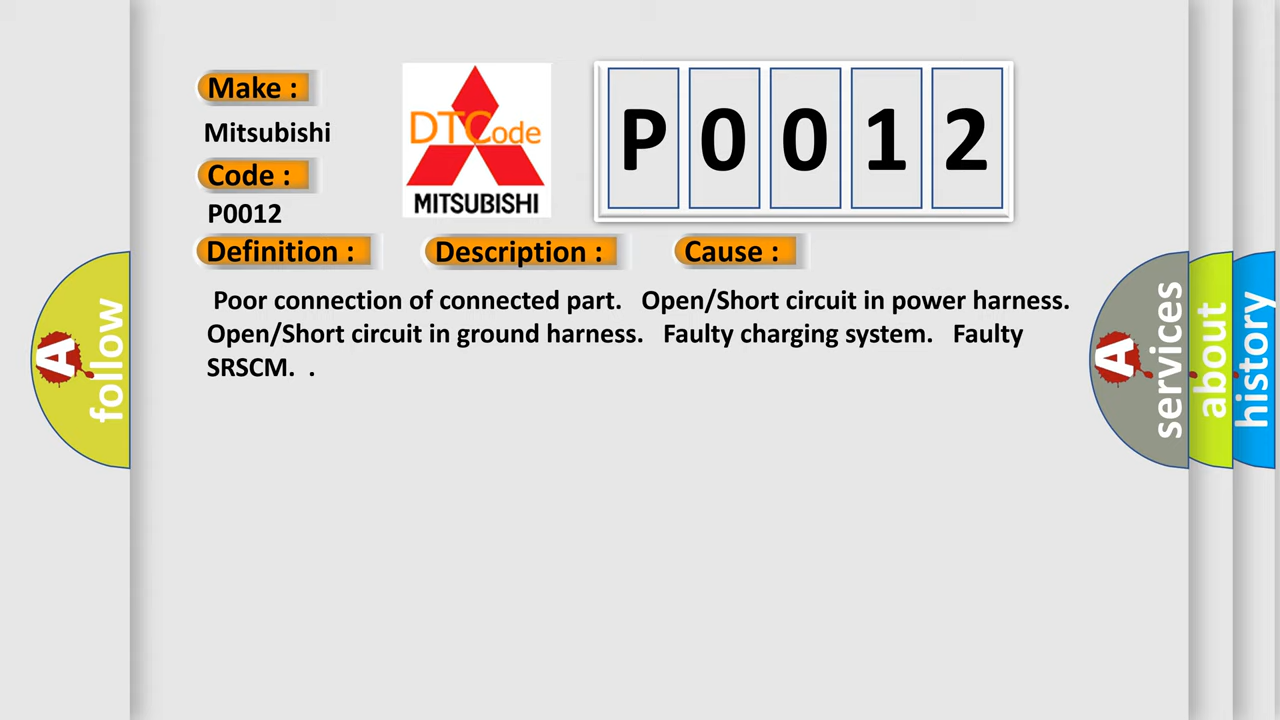 Make :
Mitsubishi
Code :
P0012
DTCode
MITSUBISHI
P0012
Definition :
Description :
Cause :
Poor connection of connected part. Open/Short circuit in power harness.
Open/Short circuit in ground harness. Faulty charging system. Faulty
SRSCM. .
A
follow
A
services
about
history